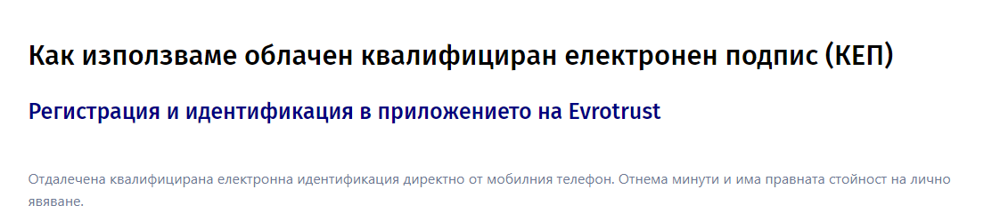 Как използваме облачен квалифициран електронен подпис (КЕП)
Регистрация и идентификация в приложението на Evrotrust
Отдалечена квалифицирана електронна идентификация директно от мобилния телефон. Отнема минути и има правната стойност на лично
явяване.